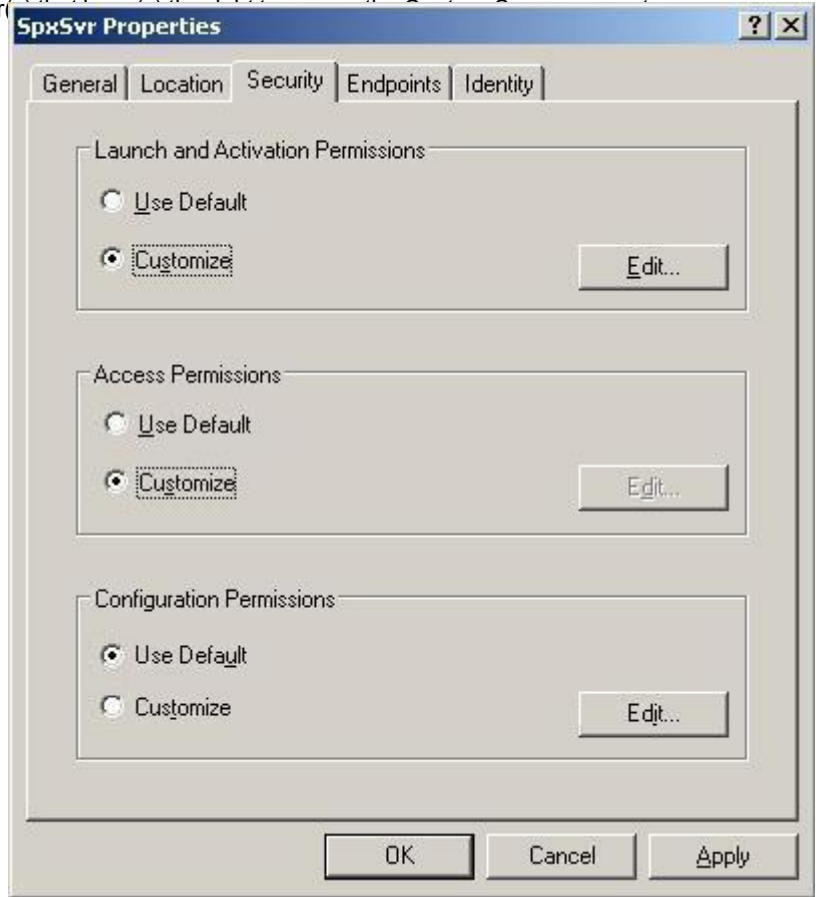 SpxSvr Properties
General Location Security Endpoints Identity
Launch and Activation Permissions
Use Default
Customize
Edit...
Access Permissions
Use Default
Customize
Edit...
Configuration Permissions
Use Default
Customize
Edit...
OK Cancel Apply